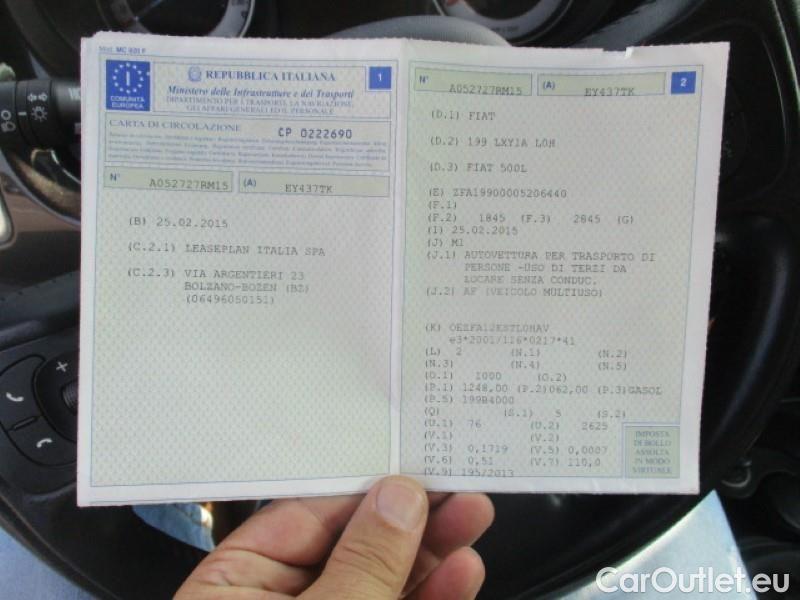 Mod. MC 820 F
REPUBBLICA ITALIANA
1
Ministero delle Infrastrutture e dei Trasporti
DIPARTIMENTO PER I TRASPORTI, LA NAVIGAZIONE,
GLI AFFARI GENERALI ED IL PERSONALE
I
COMUNITÀ
EUROPEA
CARTA DI CIRCOLAZIONE
CP 0222690
N° A052727RM15
(A) EY437TK
(B) 25.02.2015
(C.2.1) LEASEPLAN ITALIA SPA
(C.2.3) VIA ARGENTIERI 23
BOLZANO-BOZEN (BZ)
(06496050151)
2
N° A052727RM15
(A) EY437TK
(D.1) FIAT
(D.2) 199 LXY1A L0H
(D.3) FIAT 500L
(E) ZFA19900005206440
(F.1)
(F.2) 1845 (F.3) 2845 (G)
(I) 25.02.2015
(J) M1
(J.1) AUTOVETTURA PER TRASPORTO DI
PERSONE -USO DI TERZI DA
LOCARE SENZA CONDUC.
(J.2) AF (VEICOLO MULTIUSO)
(K) OEZFA12KSTLOHAV
e3*2001/116*0217*41
(L) 2 (N.1) (N.2)
(N.3) (N.4) (N.5)
(O.1) 1000 (O.2)
(P.1) 1248,00 (P.2)062,00 (P.3)GASOL
(P.5) 199B4000
(Q) (S.1) 5 (S.2)
(U.1) 76 (U.2) 2625
(V.1) (V.2)
(V.3) 0,1719 (V.5) 0,0007
(V.6) 0,51 (V.7) 110,0
(V.9) 195/2013
IMPOSTA
DI BOLLO
ASSOLTA
IN MODO
VIRTUALE
CarOutlet.eu